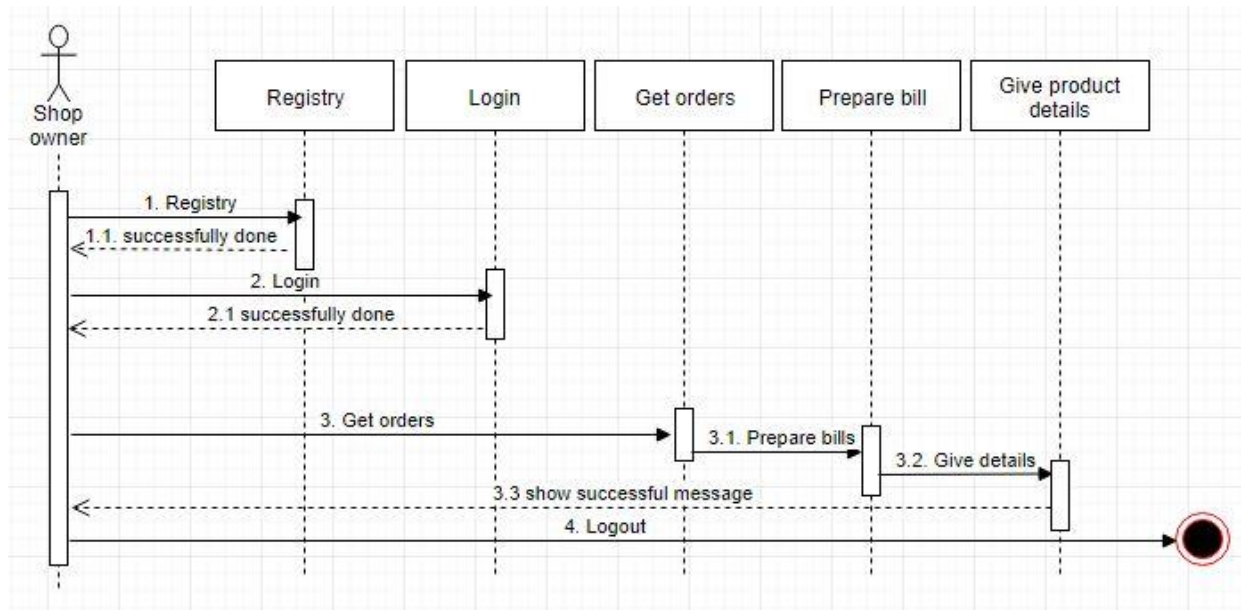 Shop
owner
Registry
Login
Get orders
Prepare bill
Give product
details
1. Registry
1.1. successfully done
2. Login
2.1 successfully done
3. Get orders
3.1. Prepare bills
3.2. Give details
3.3 show successful message
4. Logout